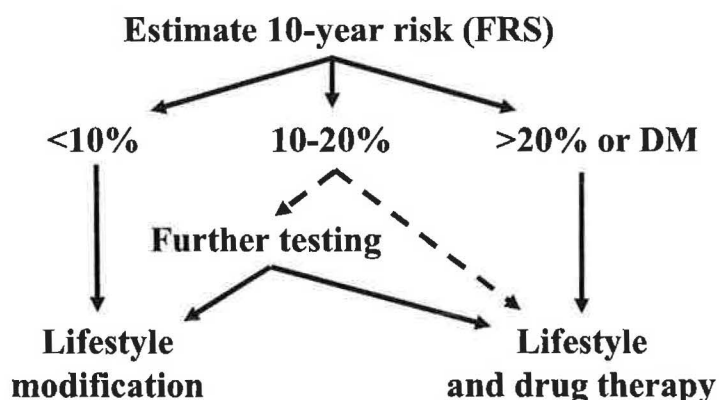 Estimate 10-year risk (FRS)
<10%
10-20%
>20% or DM
Further testing
Lifestyle
modification
Lifestyle
and drug therapy